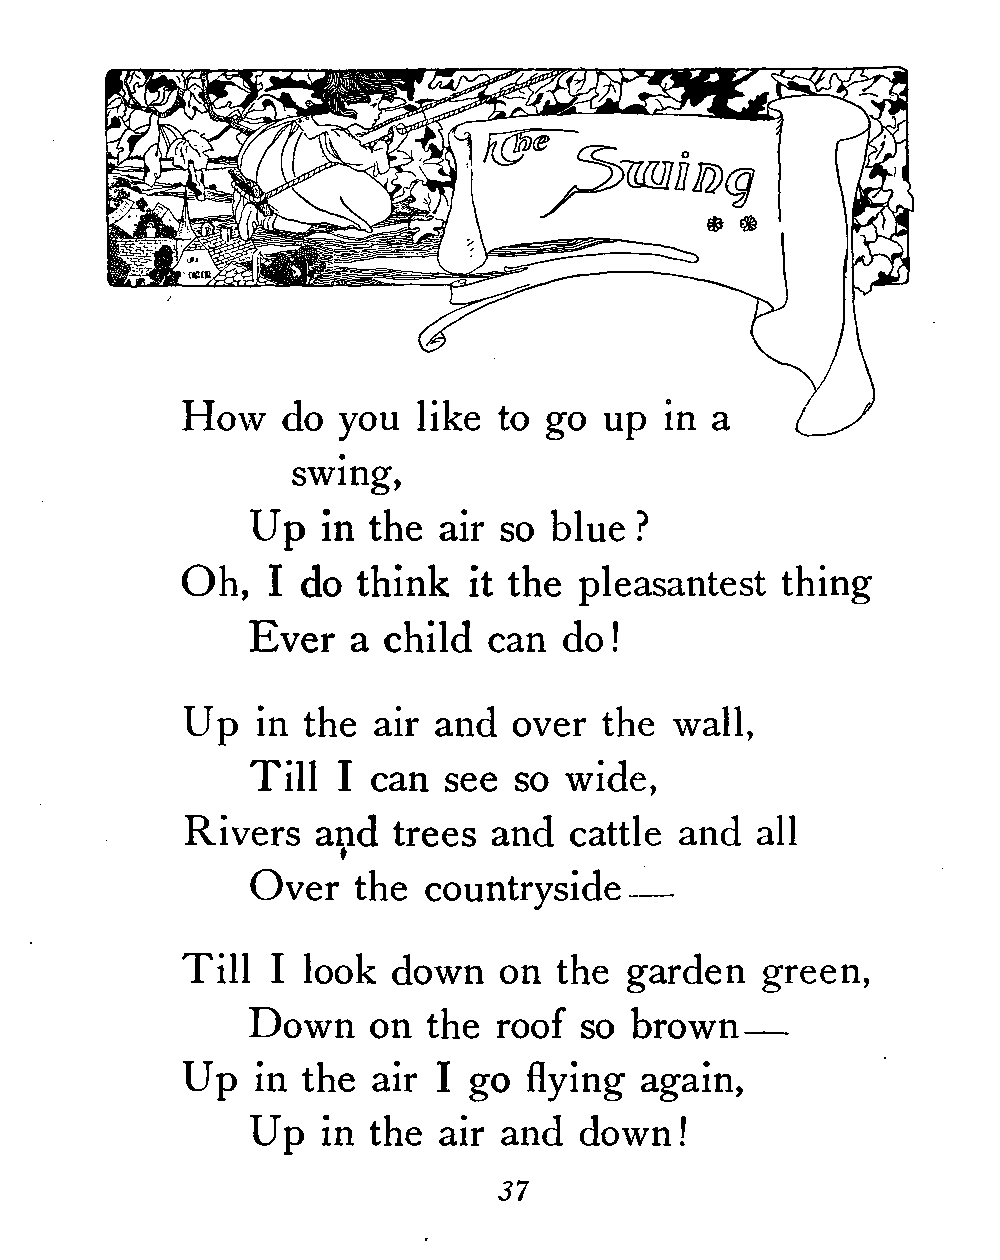 The
Swing
How do you like to go up in a
swing,
Up in the air so blue?
Oh, I do think it the pleasantest thing
Ever a child can do!
Up in the air and over the wall,
Till I can see so wide,
Rivers and trees and cattle and all
Over the countryside—
Till I look down on the garden green,
Down on the roof so brown—
Up in the air I go flying again,
Up in the air and down!
37